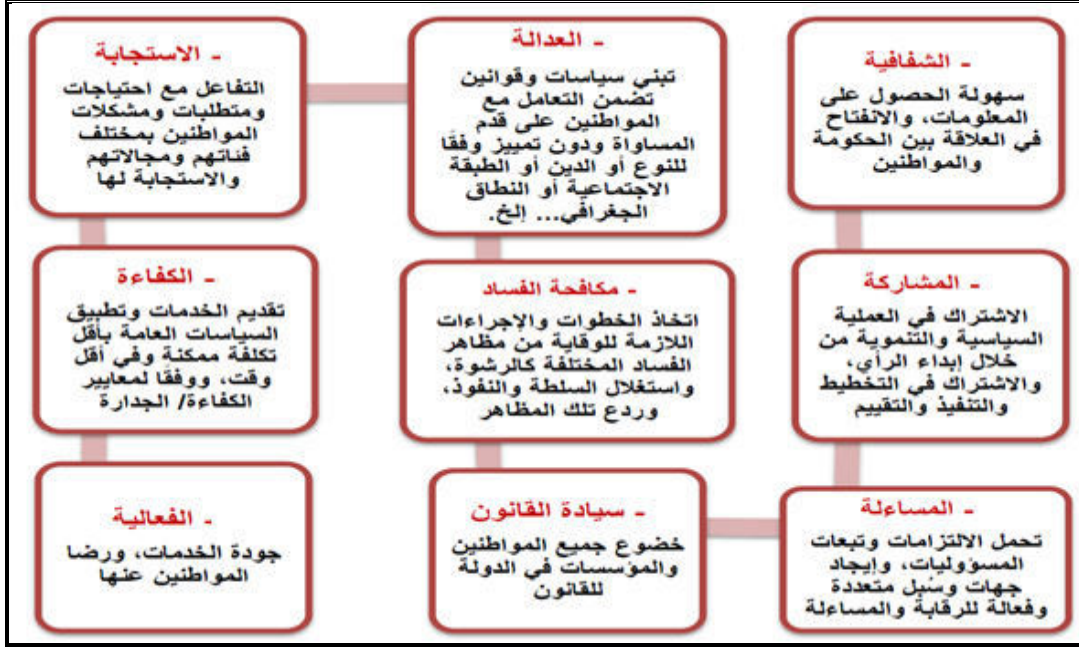 - الشفافية
سهولة الحصول على
المعلومات، والانفتاح
في العلاقة بين الحكومة
والمواطنين
- المشاركة
الاشتراك في العملية
السياسية والتنموية من
خلال إبداء الرأي،
والاشتراك في التخطيط
والتنفيذ والتقييم
- المساءلة
تحمل الالتزامات وتبعات
المسؤوليات، وإيجاد
جهات وسُبل متعددة
وفعالة للرقابة والمساءلة
- سيادة القانون
خضوع جميع المواطنين
والمؤسسات في الدولة
للقانون
- مكافحة الفساد
اتخاذ الخطوات والإجراءات
اللازمة للوقاية من مظاهر
الفساد المختلفة كالرشوة،
واستغلال السلطة والنفوذ،
وردع تلك المظاهر
- العدالة
تبني سياسات وقوانين
تضمن التعامل مع
المواطنين على قدم
المساواة ودون تمييز وفقًا
للنوع أو الدين أو الطبقة
الاجتماعية أو النطاق
الجغرافي... إلخ.
- الاستجابة
التفاعل مع احتياجات
ومتطلبات ومشكلات
المواطنين بمختلف
فئاتهم ومجالاتهم
والاستجابة لها
- الكفاءة
تقديم الخدمات وتطبيق
السياسات العامة بأقل
تكلفة ممكنة وفي أقل
وقت، ووفقًا لمعايير
الكفاءة/ الجدارة
- الفعالية
جودة الخدمات، ورضا
المواطنين عنها